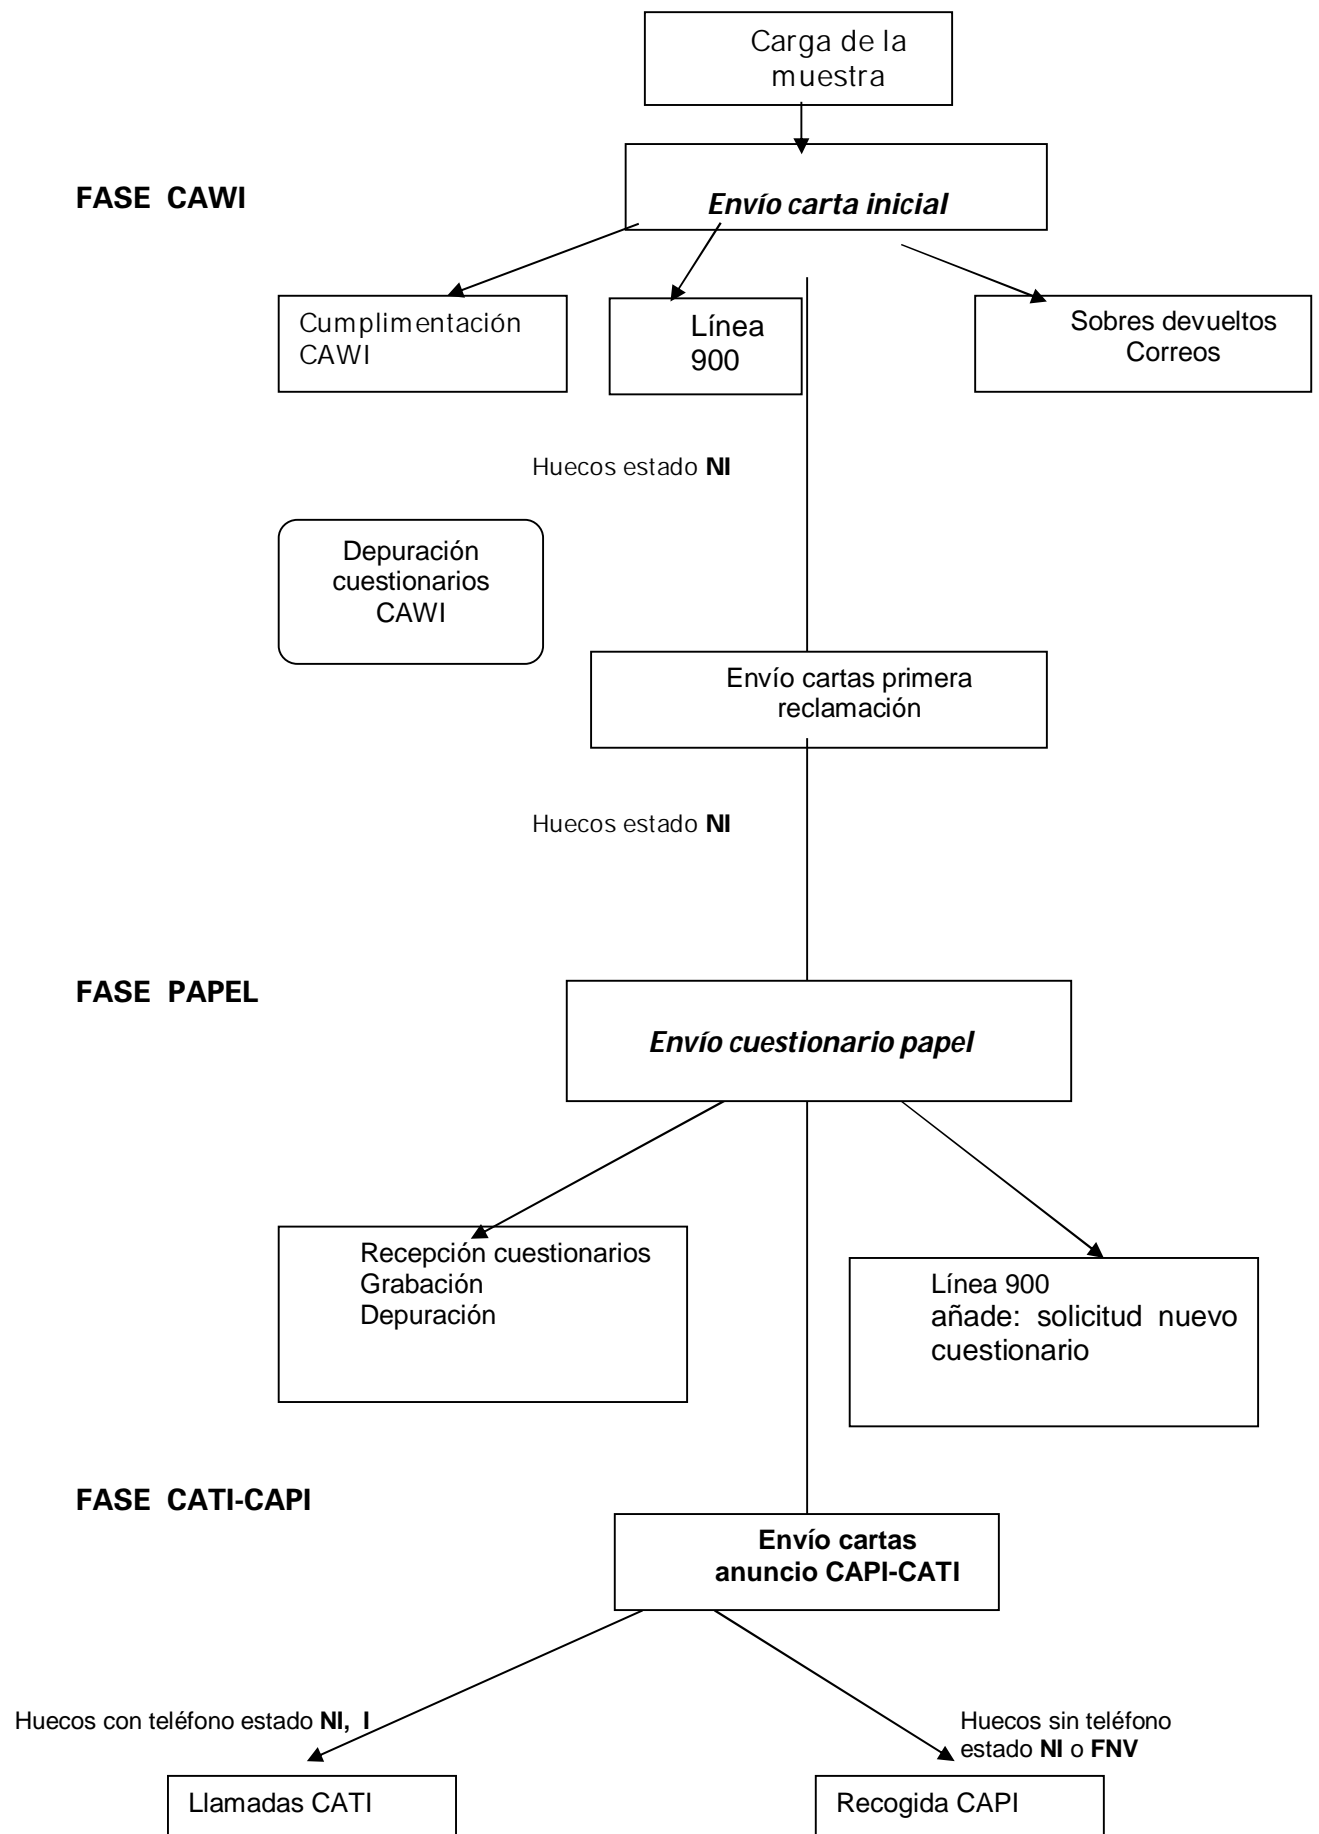 Carga de la
muestra
FASE CAWI
Envío carta inicial
Cumplimentación
CAWI
Línea
900
Sobres devueltos
Correos
Huecos estado NI
Depuración
cuestionarios
CAWI
Envío cartas primera
reclamación
Huecos estado NI
FASE PAPEL
Envío cuestionario papel
Recepción cuestionarios
Grabación
Depuración
Línea 900
añade: solicitud nuevo
cuestionario
FASE CATI-CAPI
Envío cartas
anuncio CAPI-CATI
Huecos con teléfono estado NI, I
Huecos sin teléfono
estado NI o FNV
Llamadas CATI
Recogida CAPI